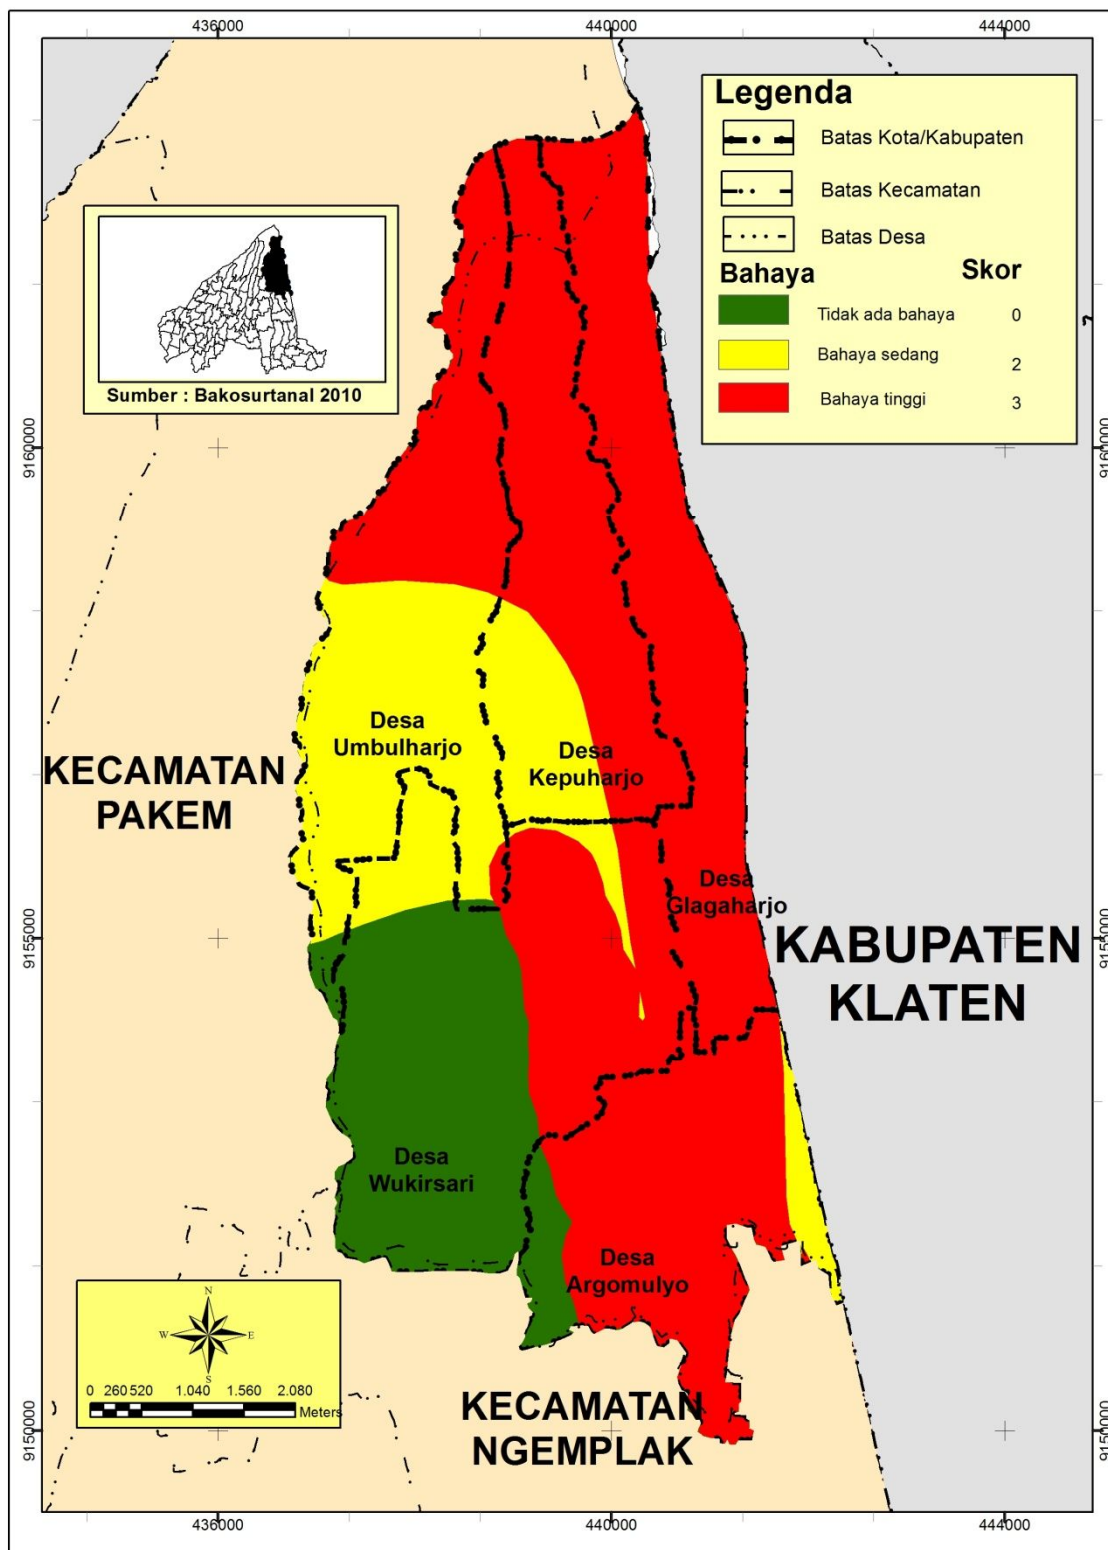 436000
440000
444000
Legenda
Batas Kota/Kabupaten
Batas Kecamatan
Batas Desa
Bahaya Skor
Tidak ada bahaya 0
Bahaya sedang 2
Bahaya tinggi 3
Sumber : Bakosurtanal 2010
9160000
9160000
Desa
Umbulharjo
Desa
Kepuharjo
KECAMATAN
PAKEM
Desa
Glagaharjo
9155000
9155000
KABUPATEN
KLATEN
Desa
Wukirsari
Desa
Argomulyo
N
W E
S
0 260 520 1.040 1.560 2.080
Meters
KECAMATAN
NGEMPLAK
9150000
9150000
436000
440000
444000